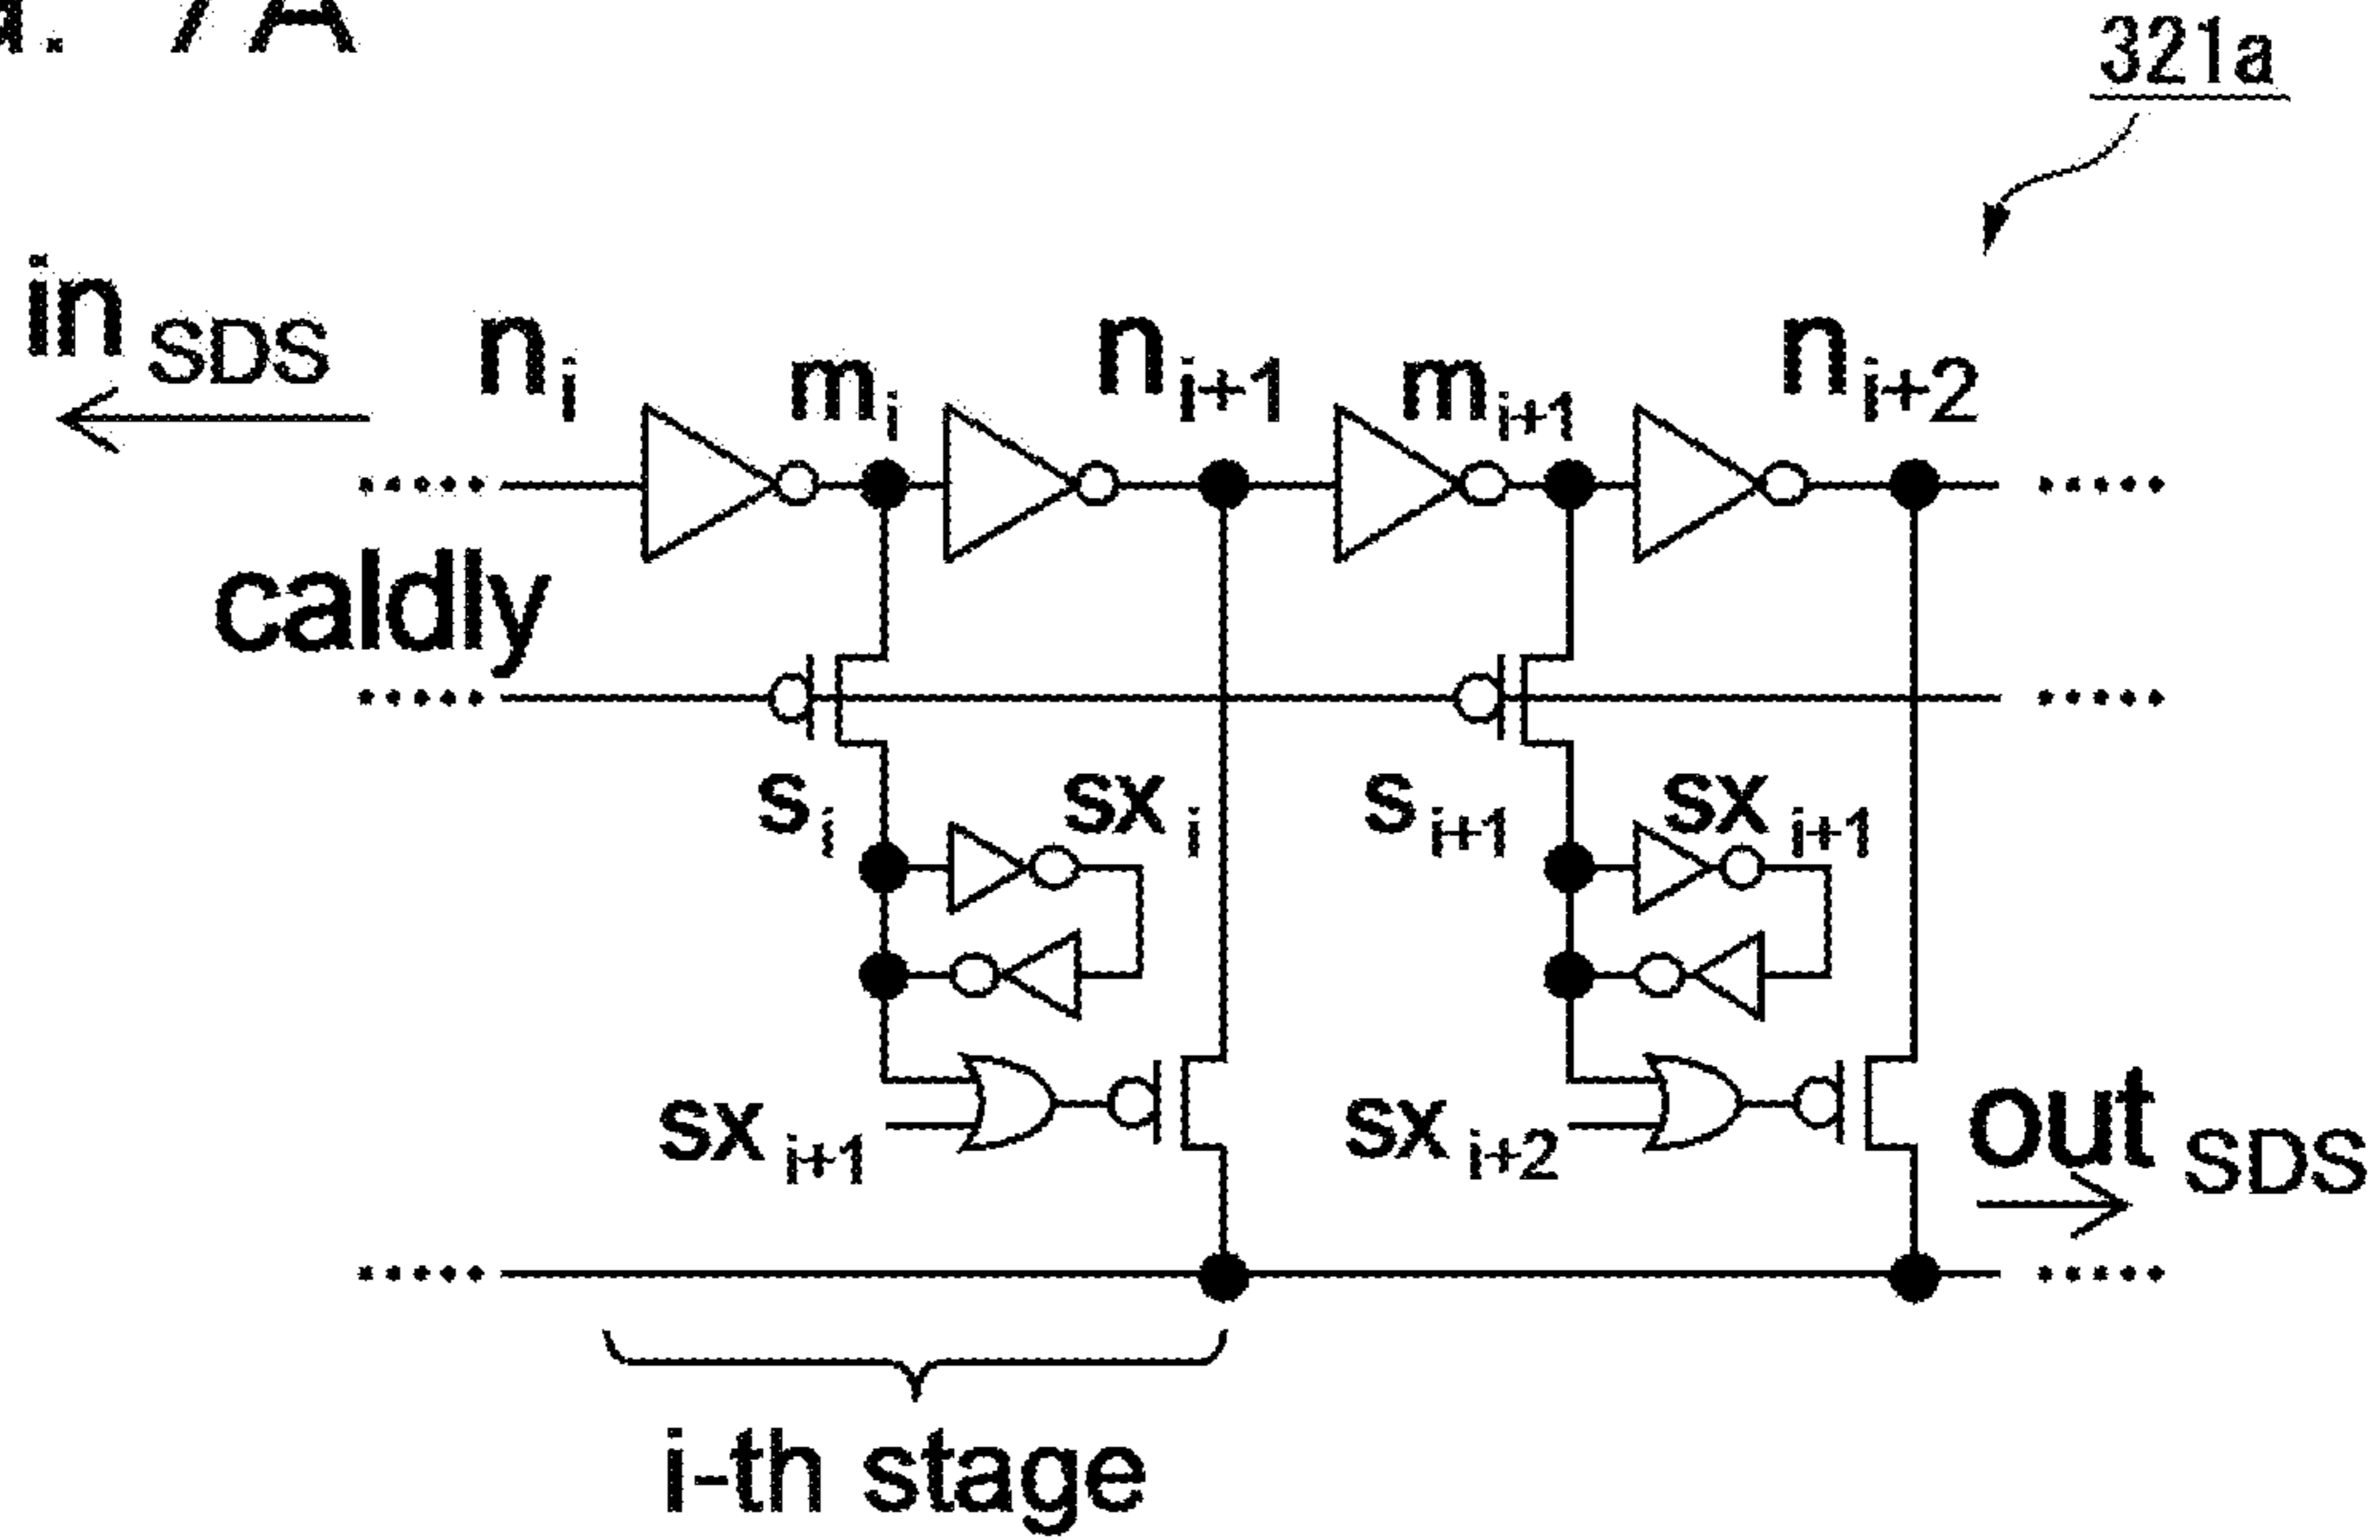 7A
321a
in SDS
n i
m i
n i+1
m i+1
n i+2
caldly
s i
sx i
s i+1
sx i+1
sx i+1
sx i+2
out SDS
i-th stage